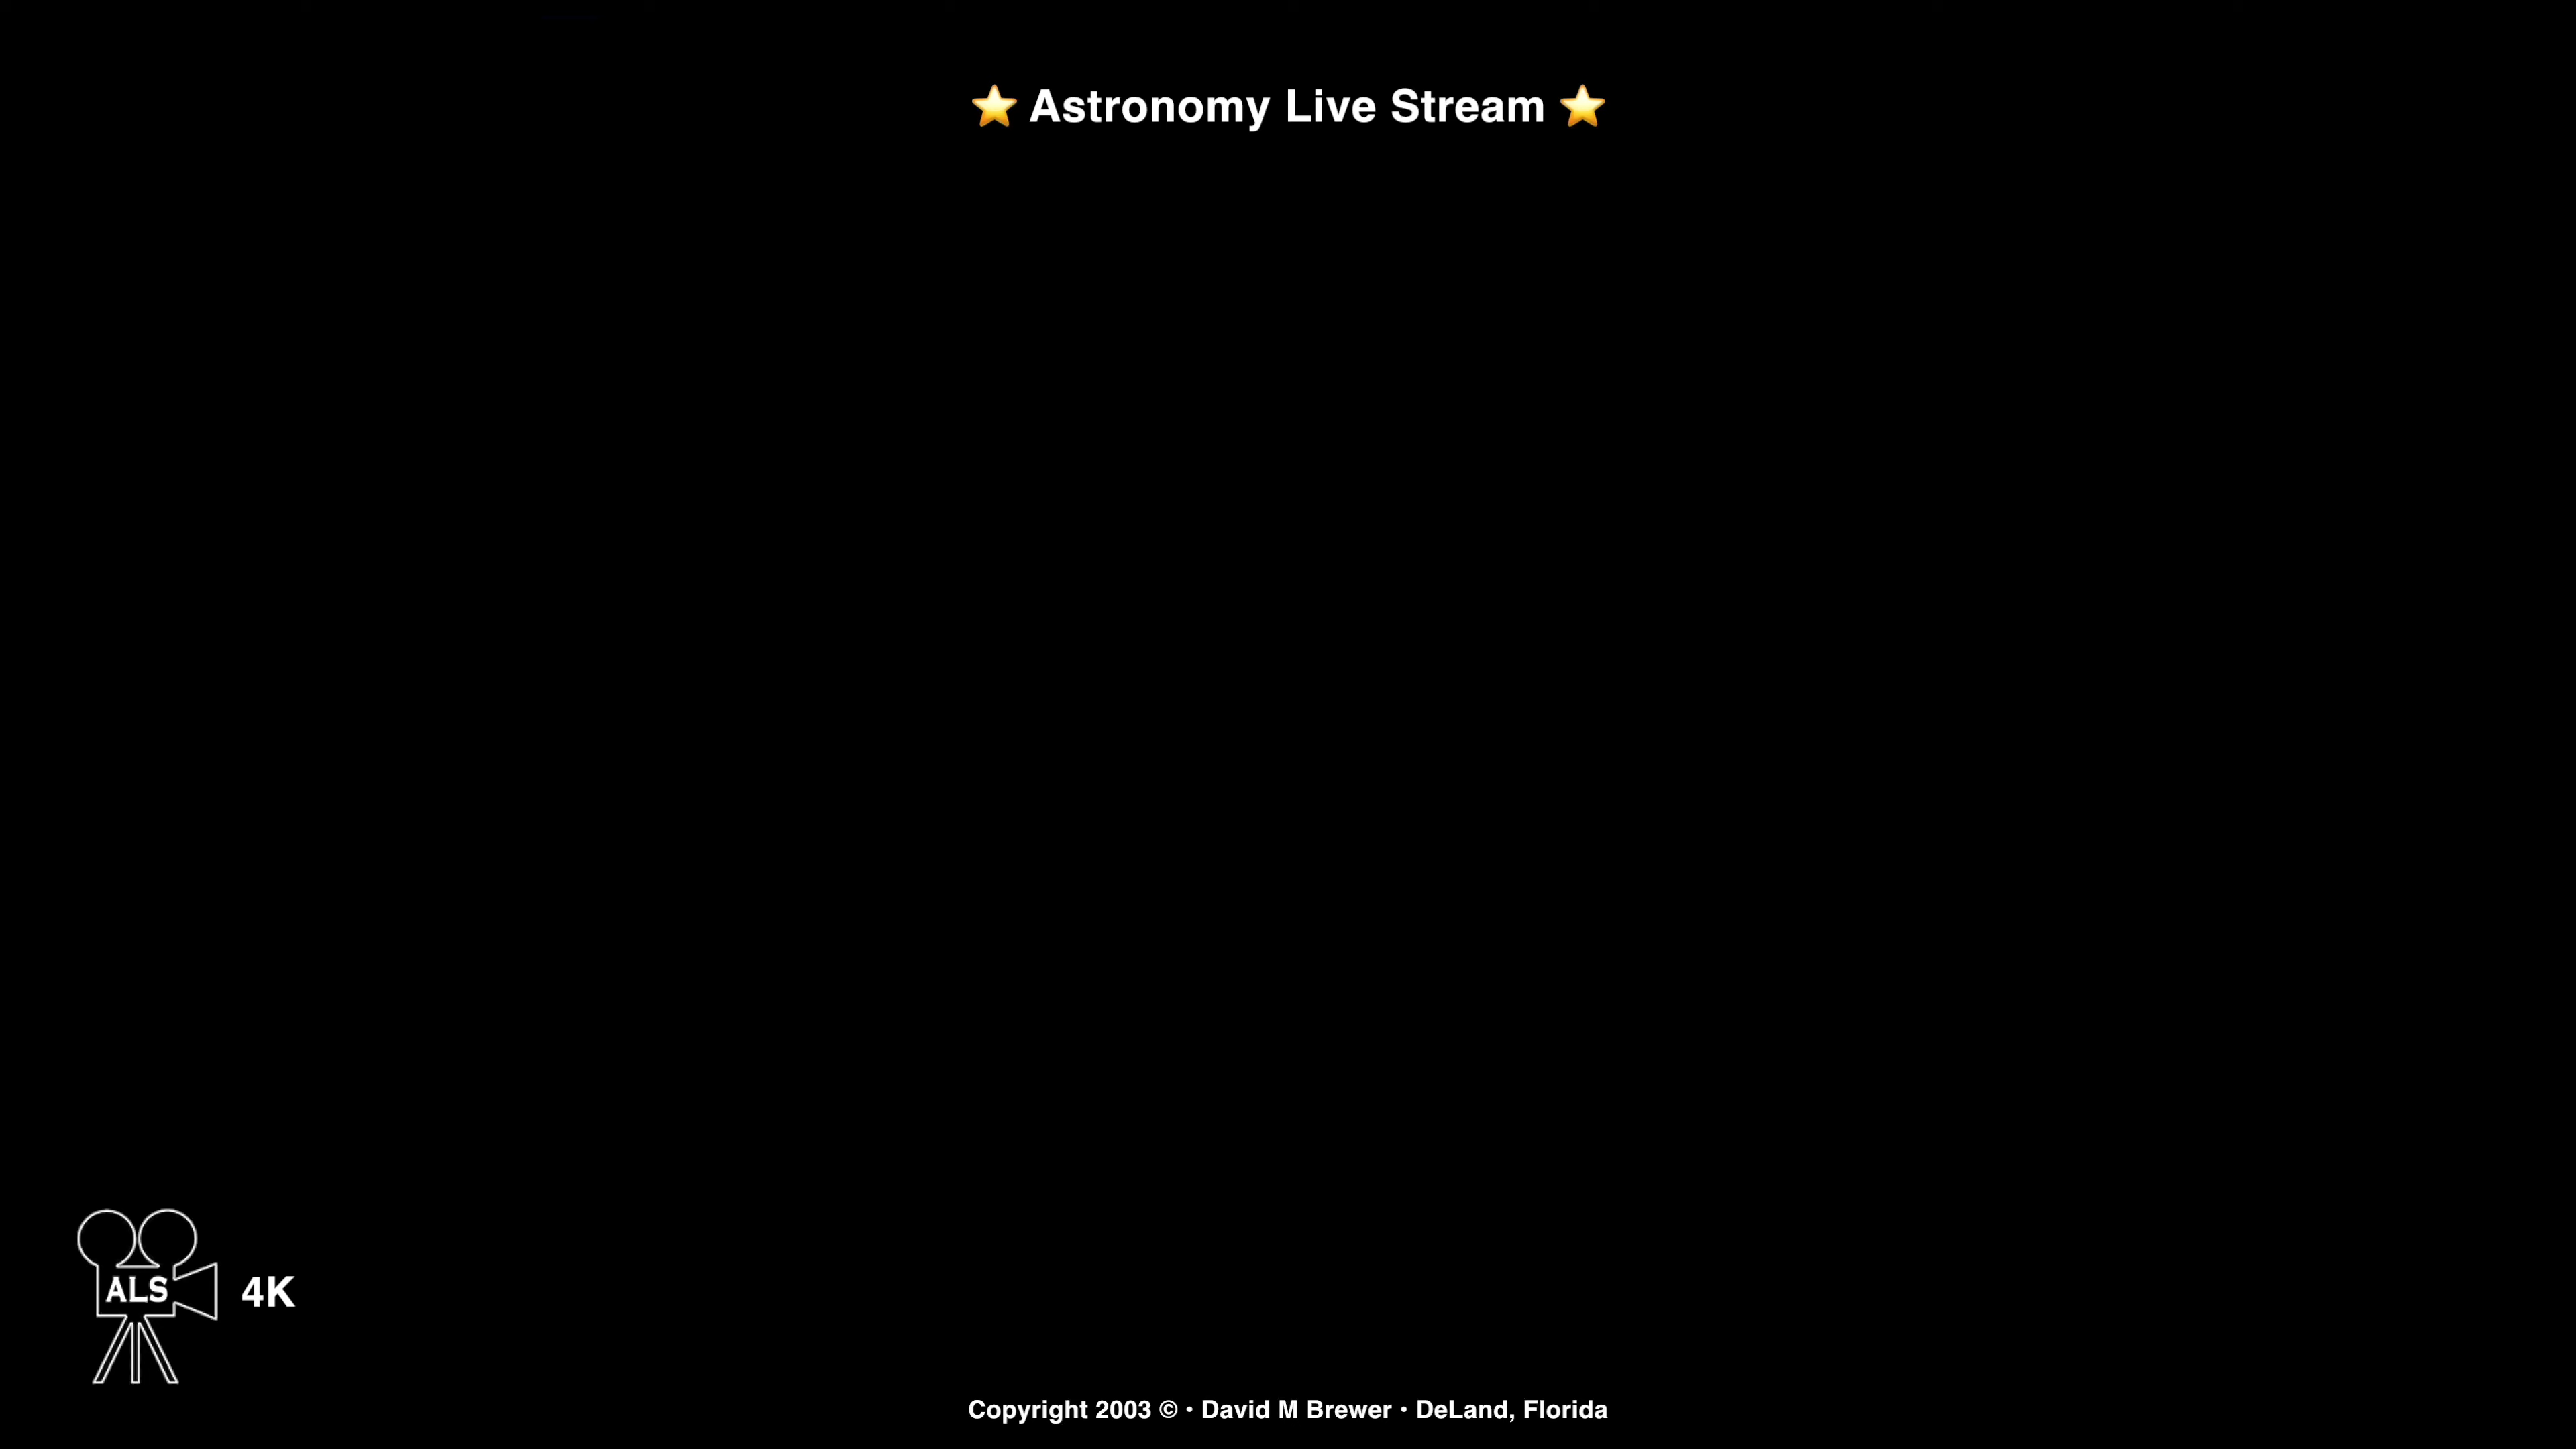 ⭐ Astronomy Live Stream ⭐
ALS 4K
Copyright 2003 © • David M Brewer • DeLand, Florida